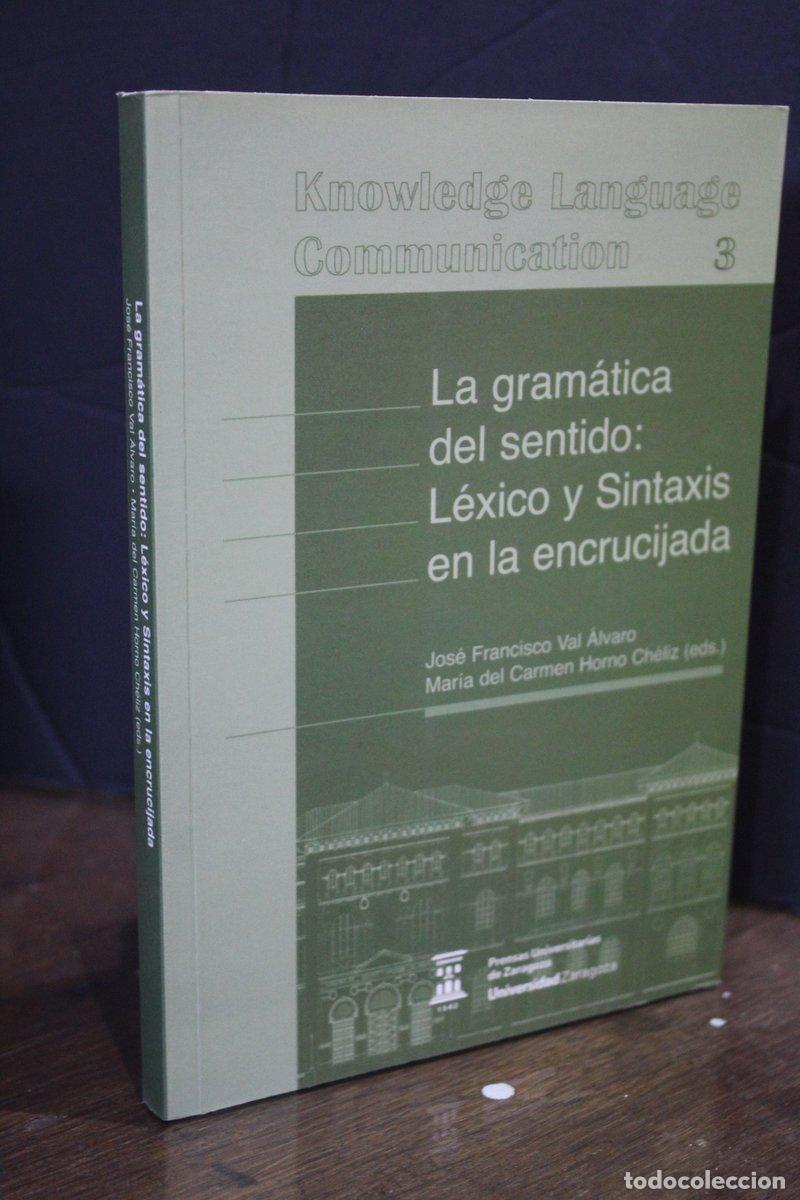 Knowledge Language
Communication 3
La gramática
del sentido:
Léxico y Sintaxis
en la encrucijada
José Francisco Val Álvaro
María del Carmen Horno Chéliz (eds.)
Prensas Universitarias
de Zaragoza
Universidad Zaragoza
1542
La gramática del sentido: Léxico y Sintaxis en la encrucijada
José Francisco Val Álvaro • María del Carmen Horno Chéliz (eds.)
todocoleccion